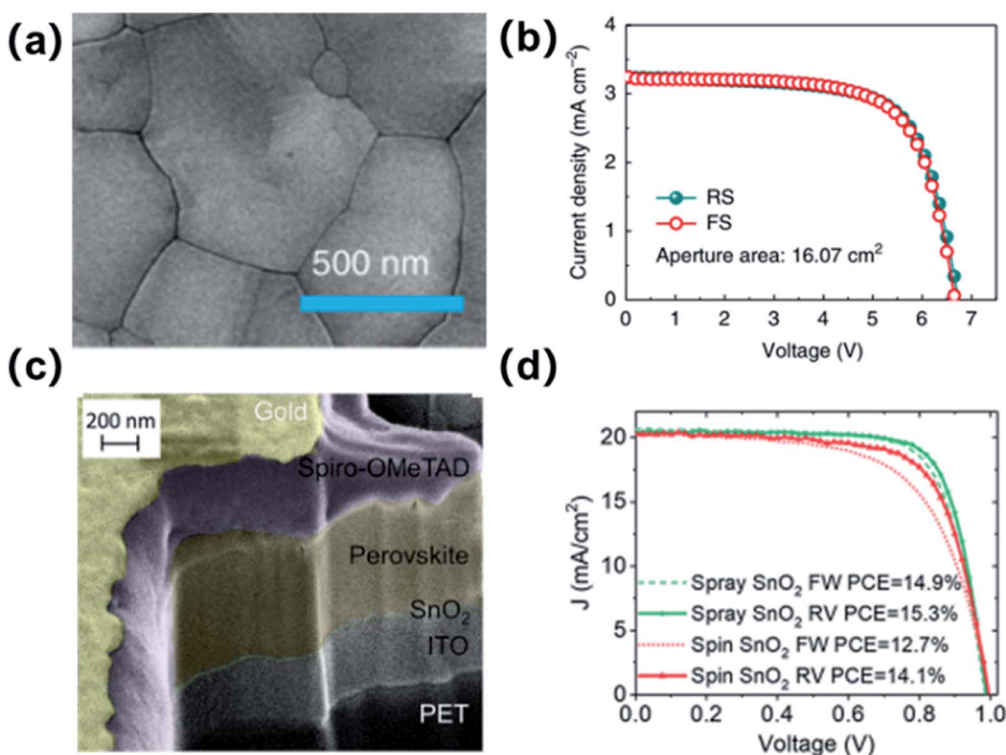 (a)
500 nm
(b)
Current density (mA cm⁻²)
4
3
2
1
0
RS
FS
Aperture area: 16.07 cm²
0 1 2 3 4 5 6 7
Voltage (V)
(c)
200 nm
Gold
Spiro-OMeTAD
Perovskite
SnO₂
ITO
PET
(d)
J (mA/cm²)
20
15
10
5
0
Spray SnO₂ FW PCE=14.9%
Spray SnO₂ RV PCE=15.3%
Spin SnO₂ FW PCE=12.7%
Spin SnO₂ RV PCE=14.1%
0.0 0.2 0.4 0.6 0.8 1.0
Voltage (V)